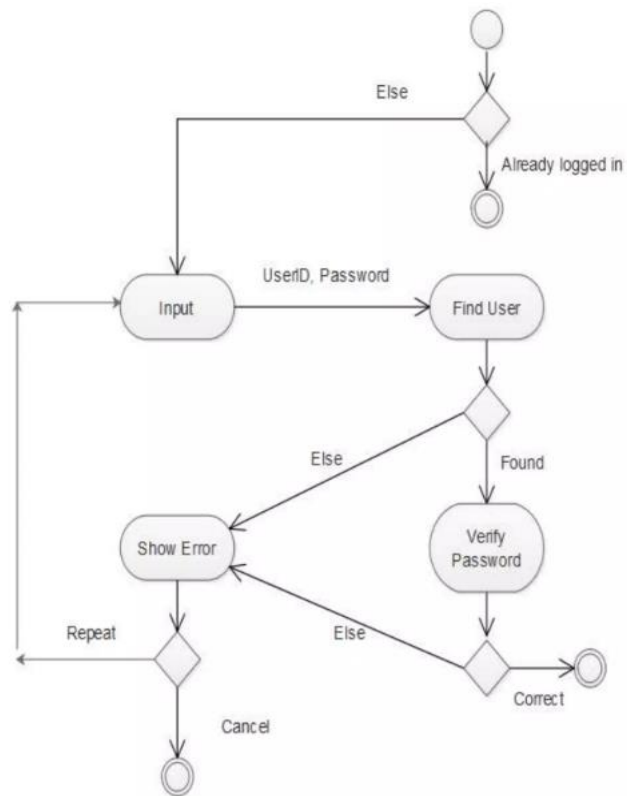 Else
Already logged in
UserID, Password
Input
Find User
Else
Found
Show Error
Verify
Password
Repeat
Else
Correct
Cancel